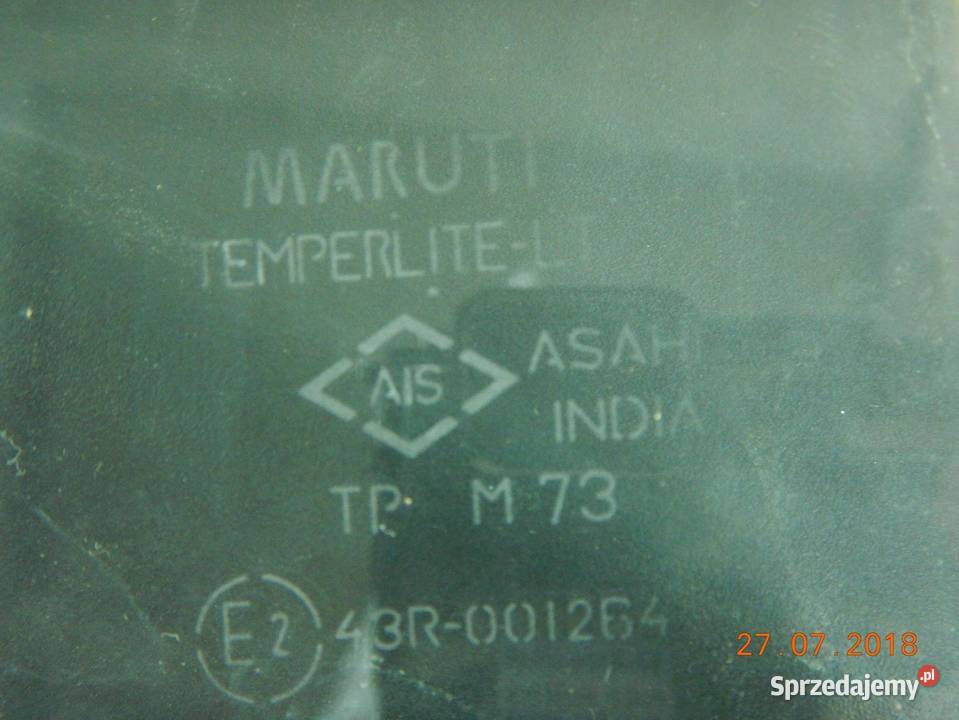 MARUTI
TEMPERLITE-LT
AIS
ASAHI
INDIA
TP M 73
E2 43R-001264
27.07.2018
Sprzedajemy.pl